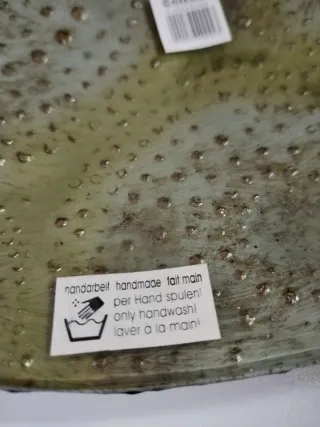 handarbeit handmade fait main
per Hand spülen!
only handwash!
laver à la main!